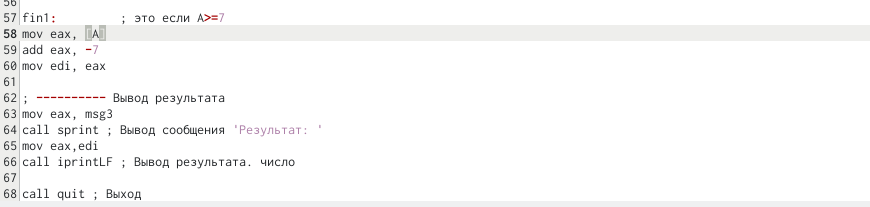 56
57 fin1: ; это если A>=7
58 mov eax, [A]
59 add eax, -7
60 mov edi, eax
61
62 ; ---------- Вывод результата
63 mov eax, msg3
64 call sprint ; Вывод сообщения 'Результат: '
65 mov eax,edi
66 call iprintLF ; Вывод результата. число
67
68 call quit ; Выход